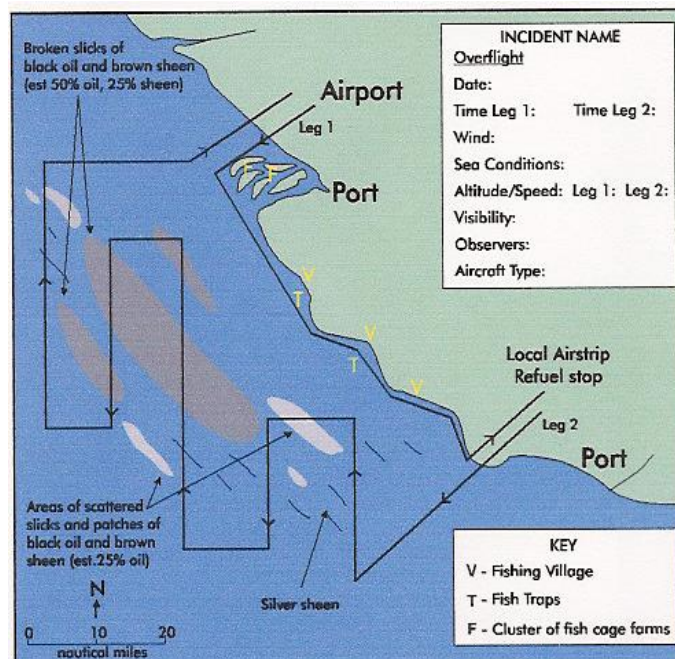 Broken slicks of
black oil and brown sheen
(est 50% oil, 25% sheen)
Airport
Leg 1
F
F
Port
INCIDENT NAME
Overflight
Date:
Time Leg 1: Time Leg 2:
Wind:
Sea Conditions:
Altitude/Speed: Leg 1: Leg 2:
Visibility:
Observers:
Aircraft Type:
V
T
V
T
V
Local Airstrip
Refuel stop
Leg 2
Port
Areas of scattered
slicks and patches of
black oil and brown
sheen (est.25% oil)
Silver sheen
N
0 10 20
nautical miles
KEY
V - Fishing Village
T - Fish Traps
F - Cluster of fish cage farms